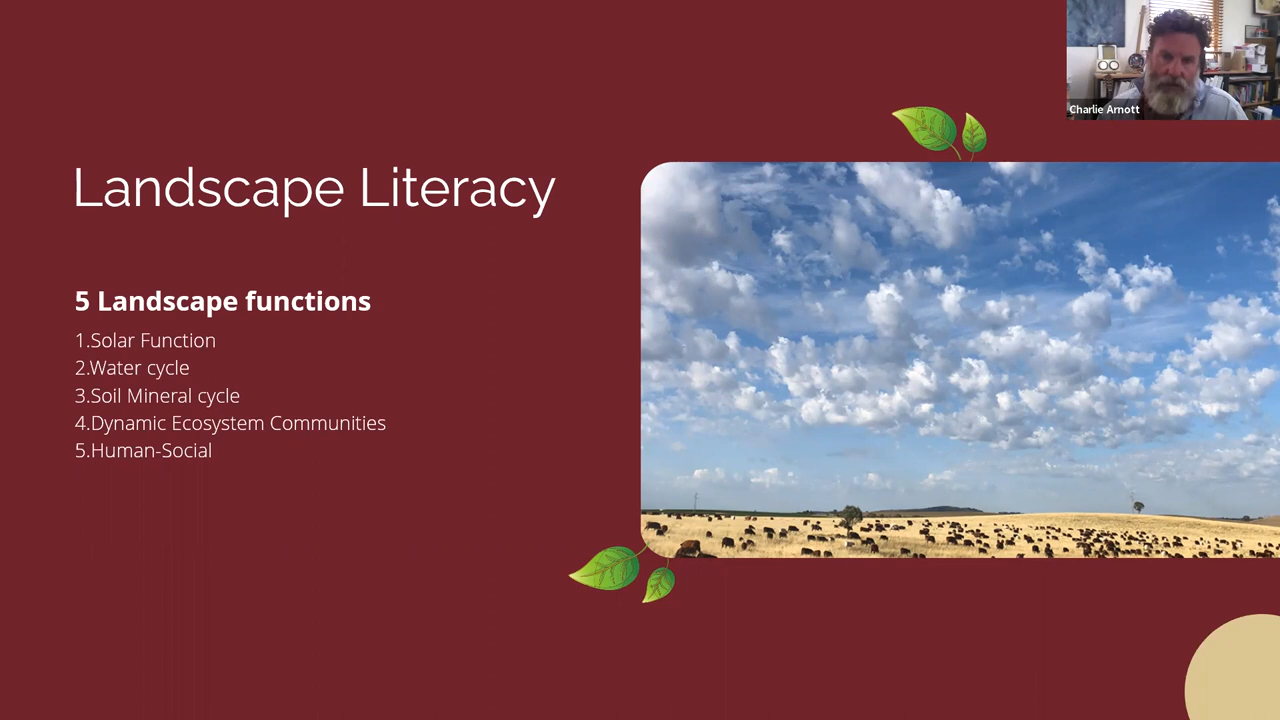 Charlie Arnott
Landscape Literacy
5 Landscape functions
1.Solar Function
2.Water cycle
3.Soil Mineral cycle
4.Dynamic Ecosystem Communities
5.Human-Social